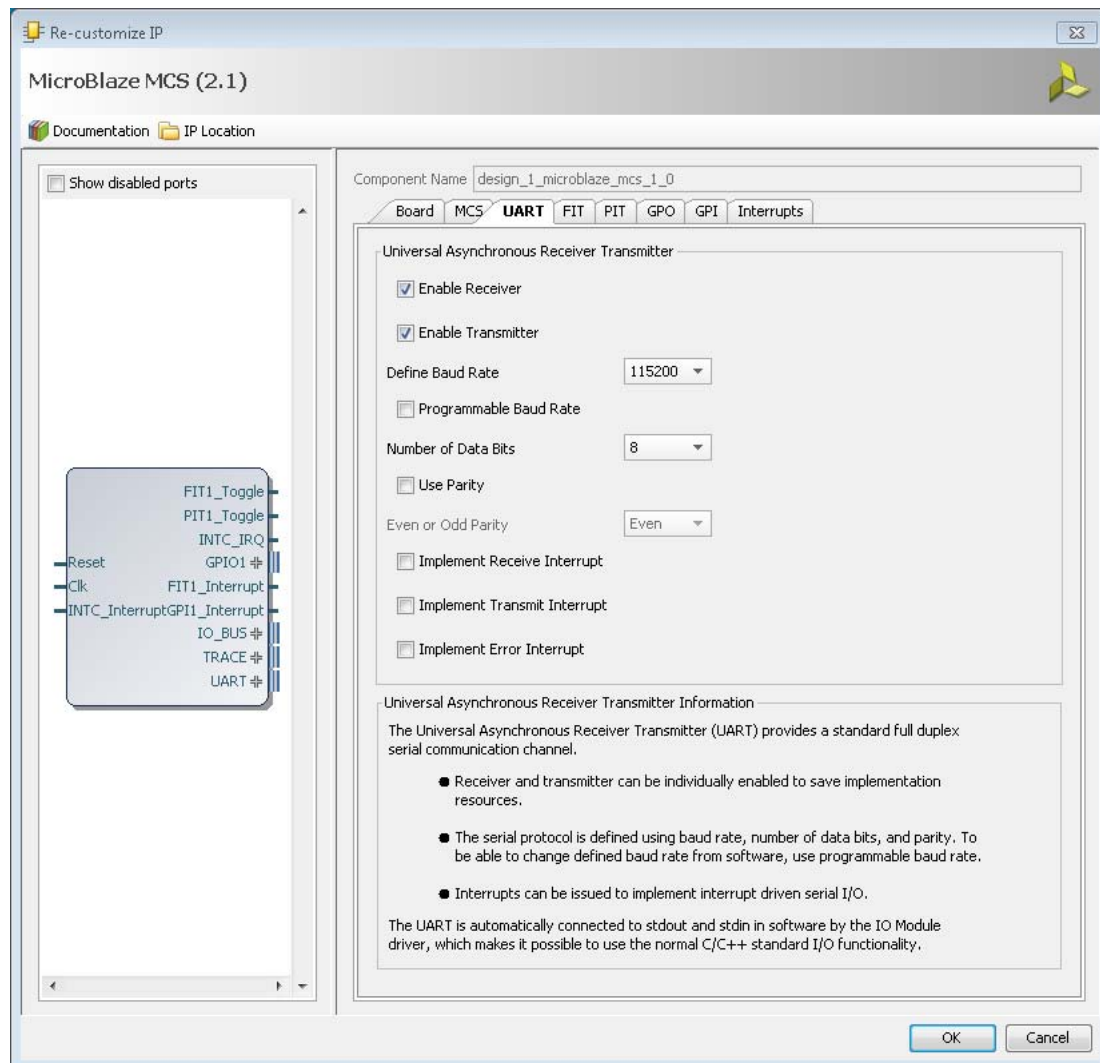 Re-customize IP
MicroBlaze MCS (2.1)
Documentation IP Location
Show disabled ports
FIT1_Toggle
PIT1_Toggle
INTC_IRQ
Reset GPIO1
Clk FIT1_Interrupt
INTC_InterruptGPI1_Interrupt
IO_BUS
TRACE
UART
Component Name design_1_microblaze_mcs_1_0
Board MCS UART FIT PIT GPO GPI Interrupts
Universal Asynchronous Receiver Transmitter
Enable Receiver
Enable Transmitter
Define Baud Rate 115200
Programmable Baud Rate
Number of Data Bits 8
Use Parity
Even or Odd Parity Even
Implement Receive Interrupt
Implement Transmit Interrupt
Implement Error Interrupt
Universal Asynchronous Receiver Transmitter Information
The Universal Asynchronous Receiver Transmitter (UART) provides a standard full duplex
serial communication channel.
● Receiver and transmitter can be individually enabled to save implementation
resources.
● The serial protocol is defined using baud rate, number of data bits, and parity. To
be able to change defined baud rate from software, use programmable baud rate.
● Interrupts can be issued to implement interrupt driven serial I/O.
The UART is automatically connected to stdout and stdin in software by the IO Module
driver, which makes it possible to use the normal C/C++ standard I/O functionality.
OK Cancel